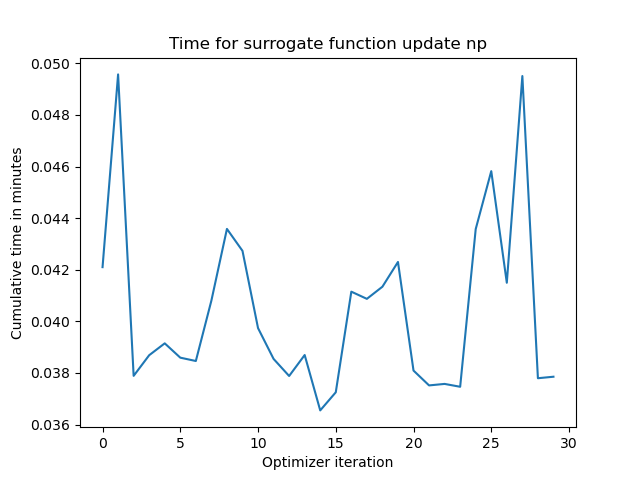 Time for surrogate function update np
Cumulative time in minutes
0.050
0.048
0.046
0.044
0.042
0.040
0.038
0.036
0 5 10 15 20 25 30
Optimizer iteration